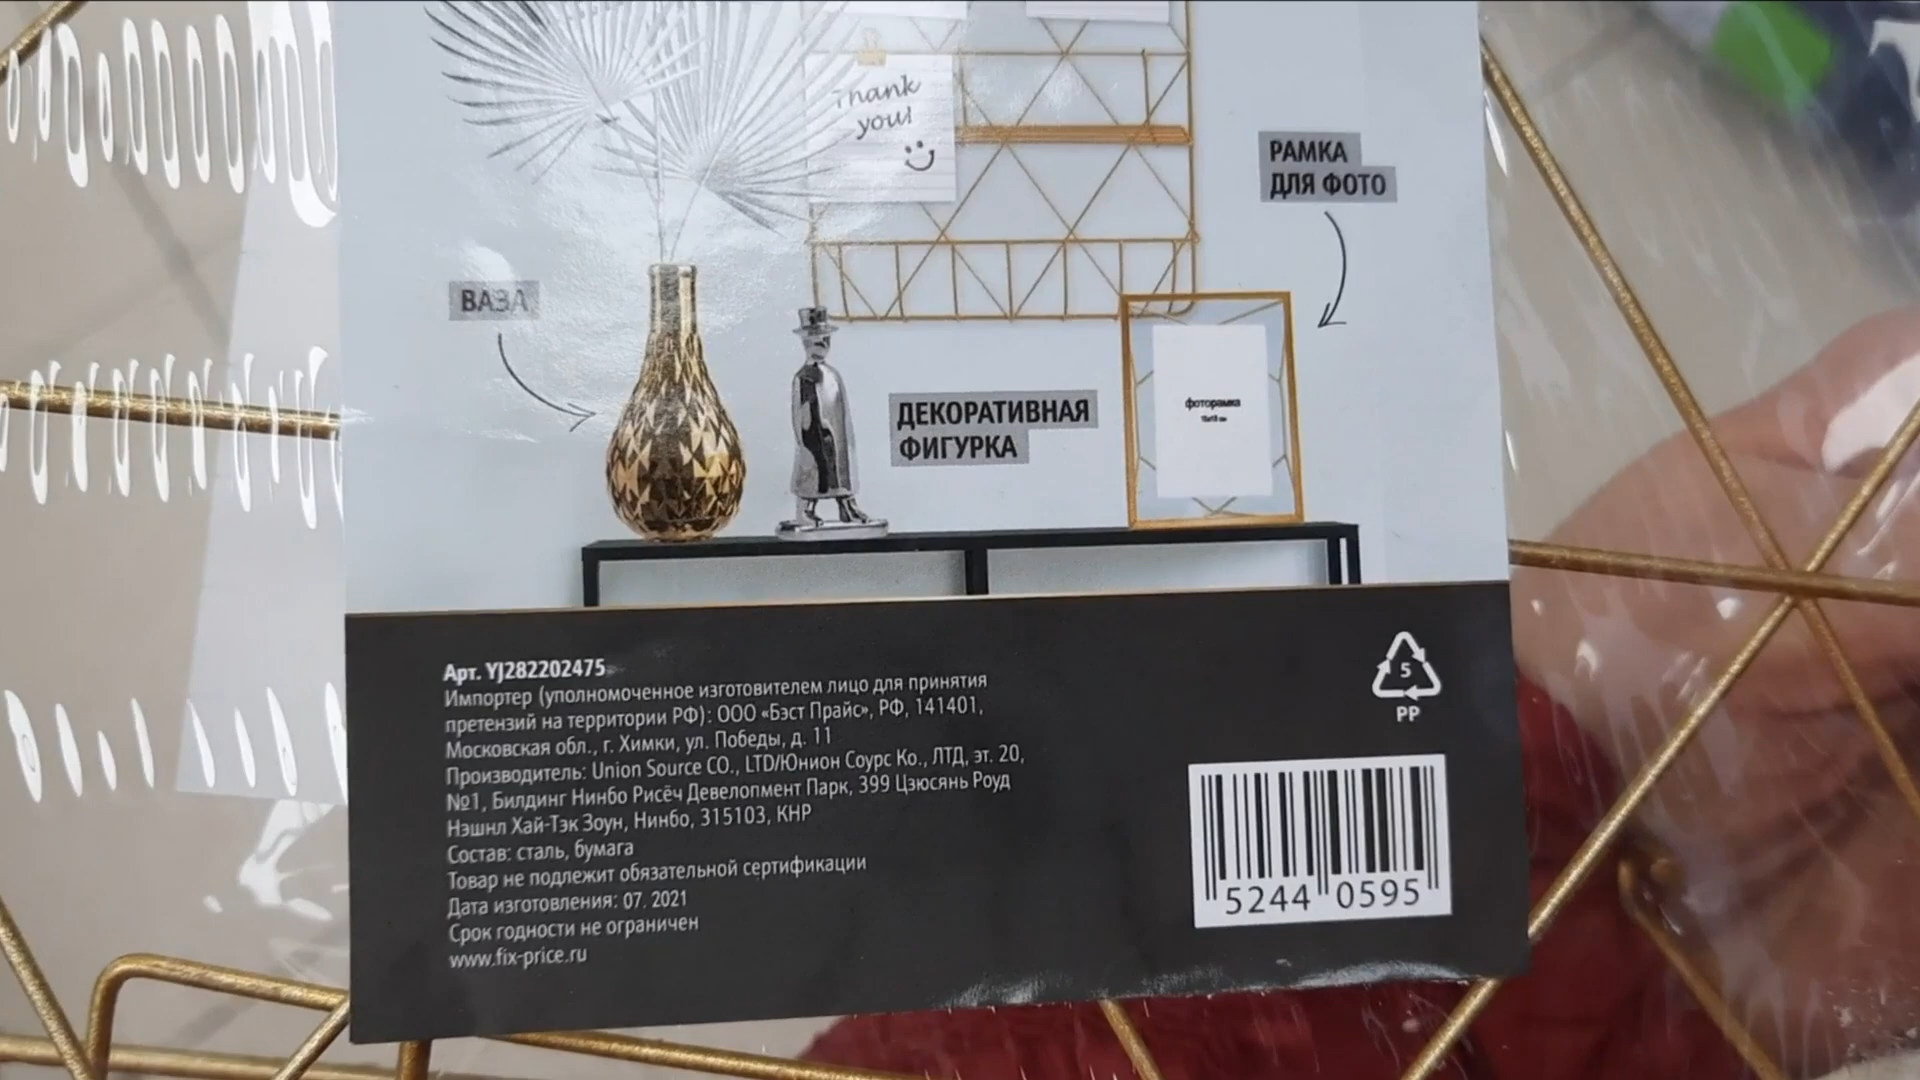 Thank
you!
РАМКА
ДЛЯ ФОТО
ВАЗА
ДЕКОРАТИВНАЯ
ФИГУРКА
фоторамка
Арт. YJ282202475
Импортер (уполномоченное изготовителем лицо для принятия
претензий на территории РФ): ООО «Бэст Прайс», РФ, 141401,
Московская обл., г. Химки, ул. Победы, д. 11
Производитель: Union Source CO., LTD/Юнион Соурс Ко., ЛТД, эт. 20,
№1, Билдинг Нинбо Рисёч Девелопмент Парк, 399 Цзюсянь Роуд
Нэшнл Хай-Тэк Зоун, Нинбо, 315103, КНР
Состав: сталь, бумага
Товар не подлежит обязательной сертификации
Дата изготовления: 07. 2021
Срок годности не ограничен
www.fix-price.ru
5
PP
5244 0595